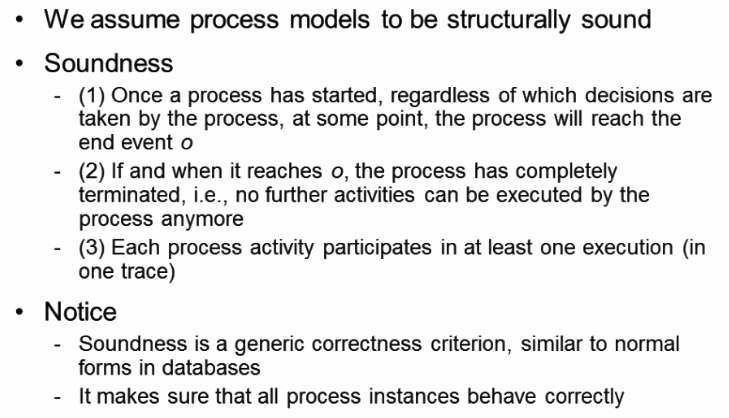 • We assume process models to be structurally sound
• Soundness
- (1) Once a process has started, regardless of which decisions are
taken by the process, at some point, the process will reach the
end event o
- (2) If and when it reaches o, the process has completely
terminated, i.e., no further activities can be executed by the
process anymore
- (3) Each process activity participates in at least one execution (in
one trace)
• Notice
- Soundness is a generic correctness criterion, similar to normal
forms in databases
- It makes sure that all process instances behave correctly